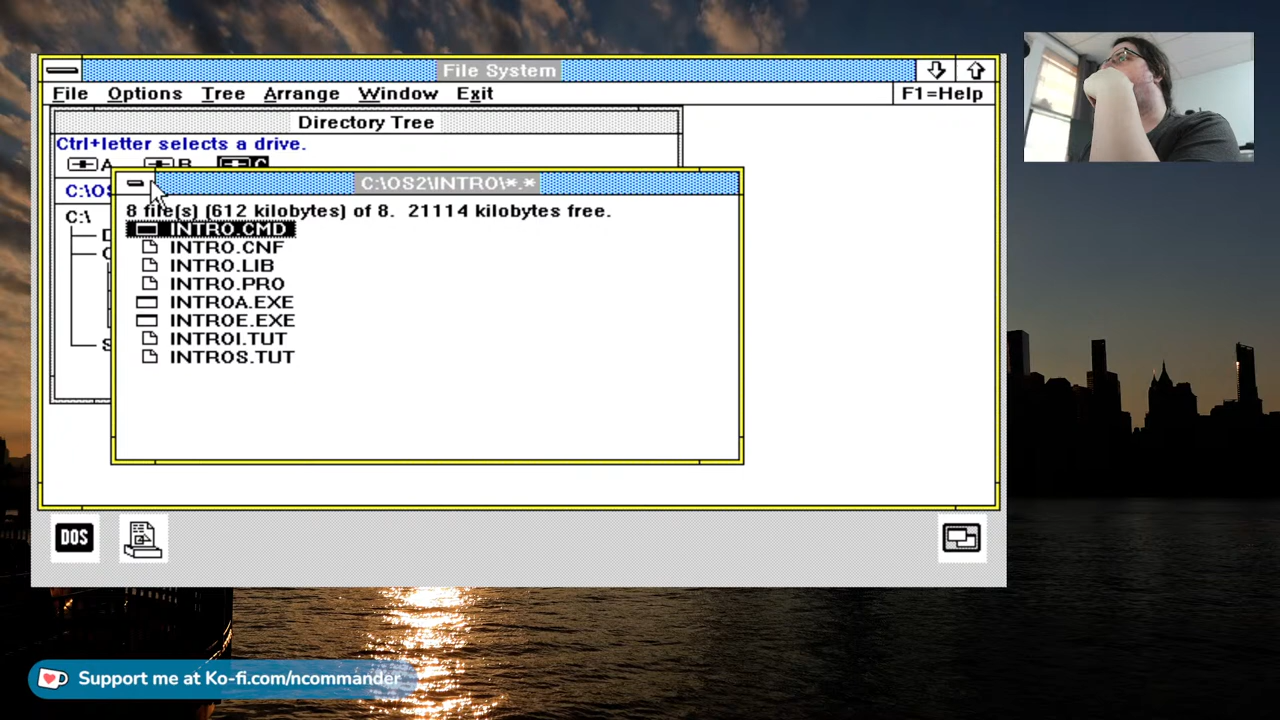 File System
File Options Tree Arrange Window Exit F1=Help
Directory Tree
Ctrl+letter selects a drive.
A B C
C:\OS
C:\OS2\INTRO\*.*
8 file(s) (612 kilobytes) of 8. 21114 kilobytes free.
C:\
INTRO.CMD
INTRO.CNF
INTRO.LIB
INTRO.PRO
INTROA.EXE
INTROE.EXE
INTROI.TUT
INTROS.TUT
DOS
Support me at Ko-fi.com/ncommander